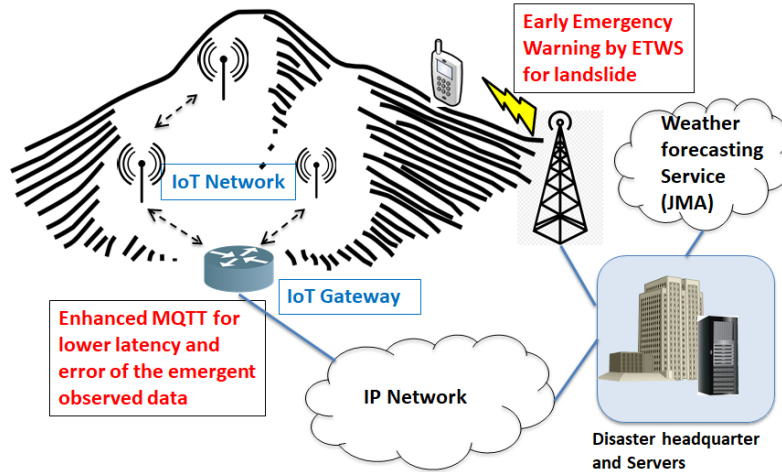 Early Emergency
Warning by ETWS
for landslide
Weather
forecasting
Service
(JMA)
IoT Network
IoT Gateway
Enhanced MQTT for
lower latency and
error of the emergent
observed data
IP Network
Disaster headquarter
and Servers